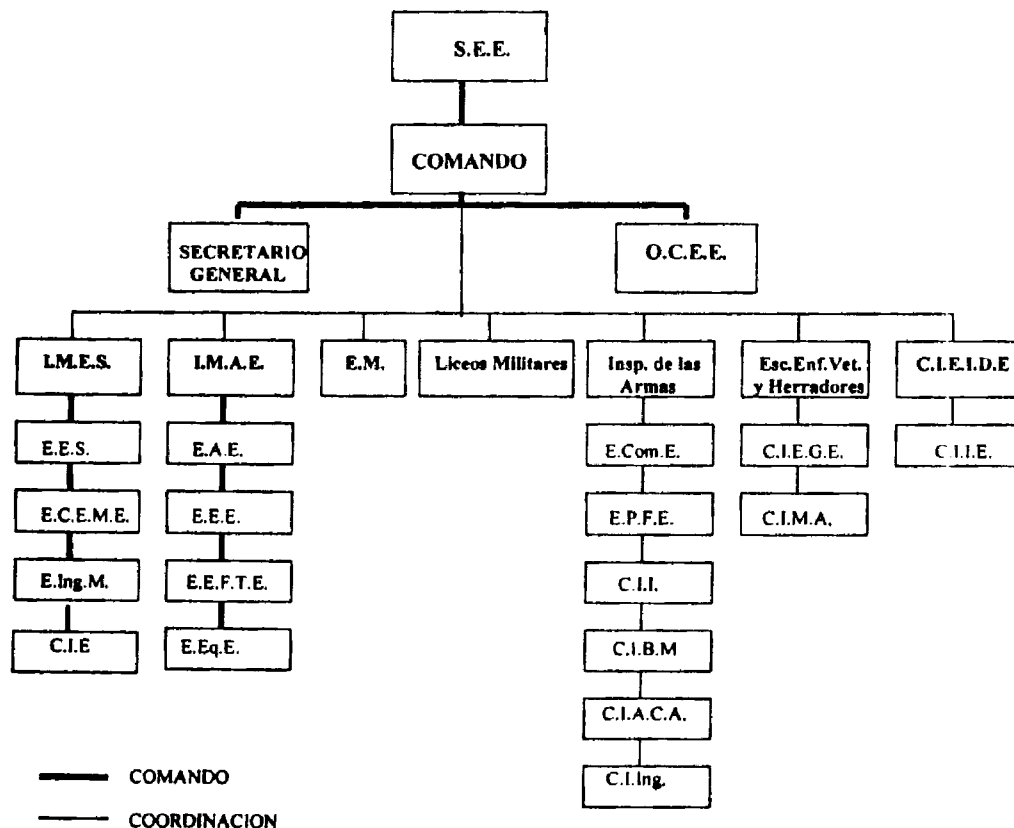 S.E.E.
COMANDO
SECRETARIO
GENERAL
O.C.E.E.
I.M.E.S.
I.M.A.E.
E.M.
Liceos Militares
Insp. de las
Armas
Esc.Enf.Vet.
y Herradores
C.I.E.I.D.E
E.E.S.
E.A.E.
E.Com.E.
C.I.E.G.E.
C.I.I.E.
E.C.E.M.E.
E.E.E.
E.P.F.E.
C.I.M.A.
E.Ing.M.
E.E.F.T.E.
C.I.I.
C.I.E
E.Eq.E.
C.I.B.M
C.I.A.C.A.
C.I.Ing.
COMANDO
COORDINACION